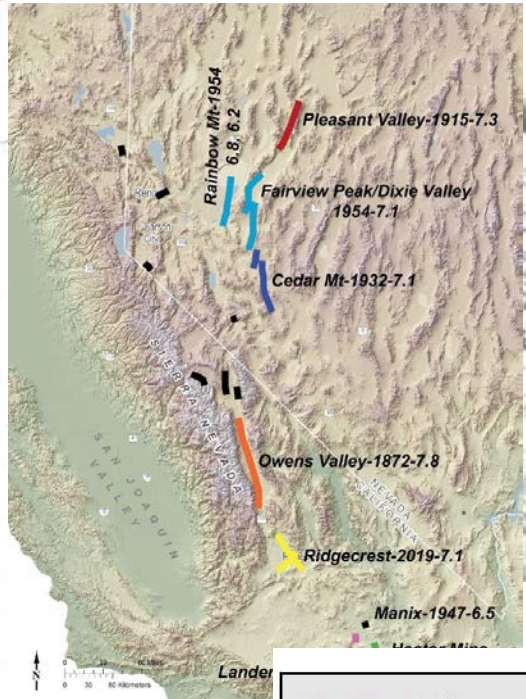 Rainbow Mt-1954
6.8, 6.2
Pleasant Valley-1915-7.3
Reno
Fairview Peak/Dixie Valley
1954-7.1
Cedar Mt-1932-7.1
SIERRA NEVADA
SAN JOAQUIN
VALLEY
Owens Valley-1872-7.8
NEVADA
CALIFORNIA
Ridgecrest-2019-7.1
Manix-1947-6.5
N
60 Miles
0 30 60 Kilometers